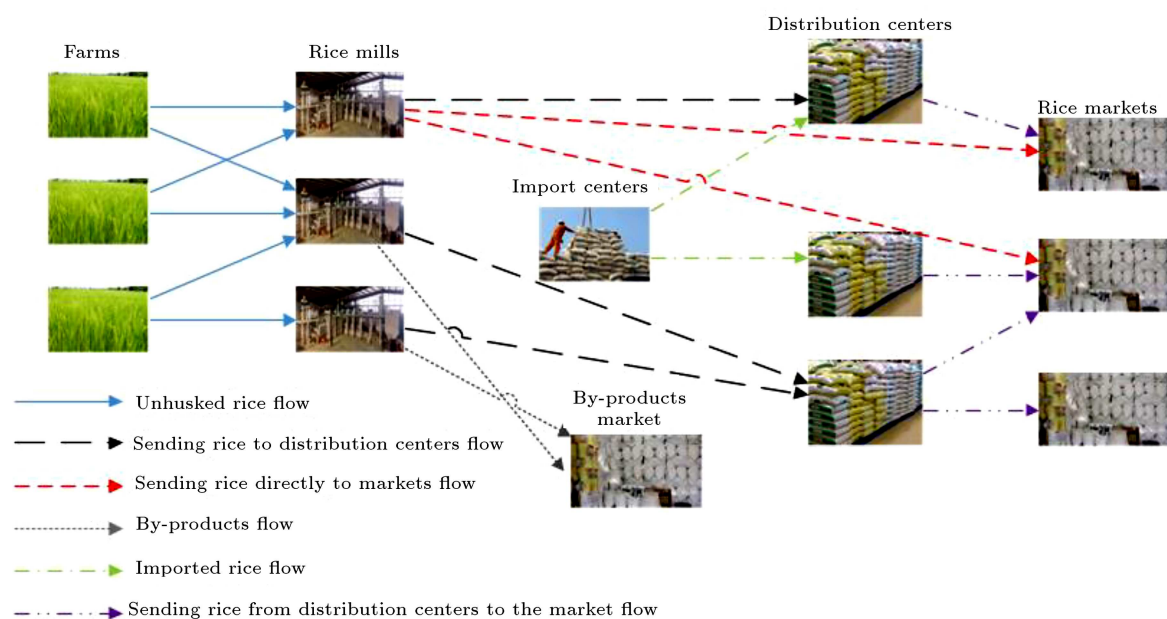 Distribution centers
Farms
Rice mills
Rice markets
Import centers
By-products
market
Unhusked rice flow
Sending rice to distribution centers flow
Sending rice directly to markets flow
By-products flow
Imported rice flow
Sending rice from distribution centers to the market flow